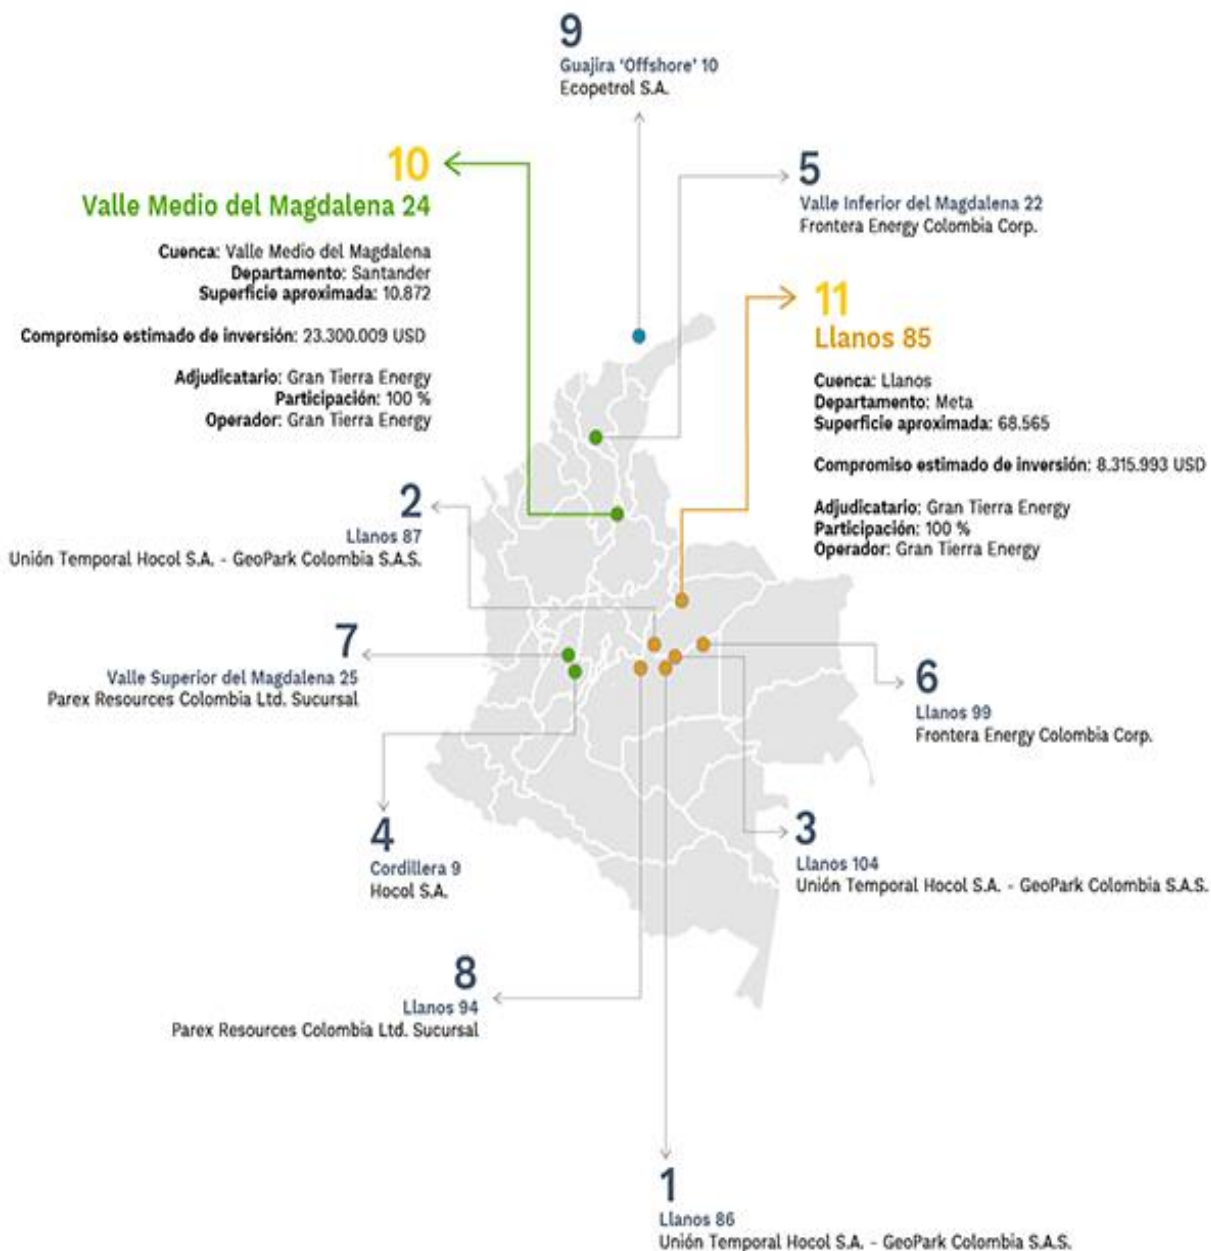 9
Guajira 'Offshore' 10
Ecopetrol S.A.
10
Valle Medio del Magdalena 24
Cuenca: Valle Medio del Magdalena
Departamento: Santander
Superficie aproximada: 10.872
Compromiso estimado de inversión: 23.300.009 USD
Adjudicatario: Gran Tierra Energy
Participación: 100 %
Operador: Gran Tierra Energy
5
Valle Inferior del Magdalena 22
Frontera Energy Colombia Corp.
11
Llanos 85
Cuenca: Llanos
Departamento: Meta
Superficie aproximada: 68.565
Compromiso estimado de inversión: 8.315.993 USD
Adjudicatario: Gran Tierra Energy
Participación: 100 %
Operador: Gran Tierra Energy
2
Llanos 87
Unión Temporal Hocol S.A. - GeoPark Colombia S.A.S.
7
Valle Superior del Magdalena 25
Parex Resources Colombia Ltd. Sucursal
6
Llanos 99
Frontera Energy Colombia Corp.
4
Cordillera 9
Hocol S.A.
3
Llanos 104
Unión Temporal Hocol S.A. - GeoPark Colombia S.A.S.
8
Llanos 94
Parex Resources Colombia Ltd. Sucursal
1
Llanos 86
Unión Temporal Hocol S.A. - GeoPark Colombia S.A.S.